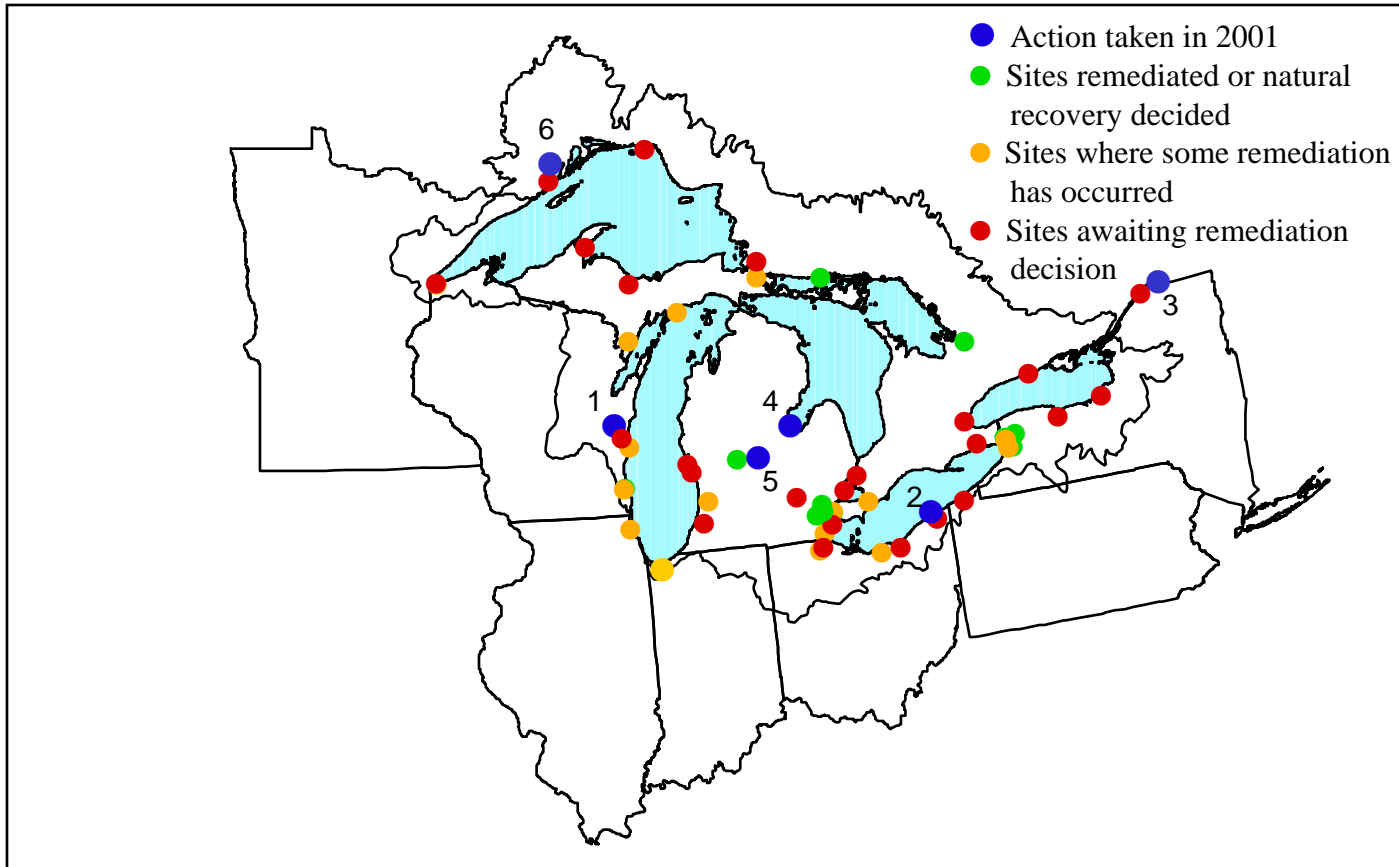 Action taken in 2001
Sites remediated or natural
recovery decided
Sites where some remediation
has occurred
Sites awaiting remediation
decision
6
3
1
4
5
2